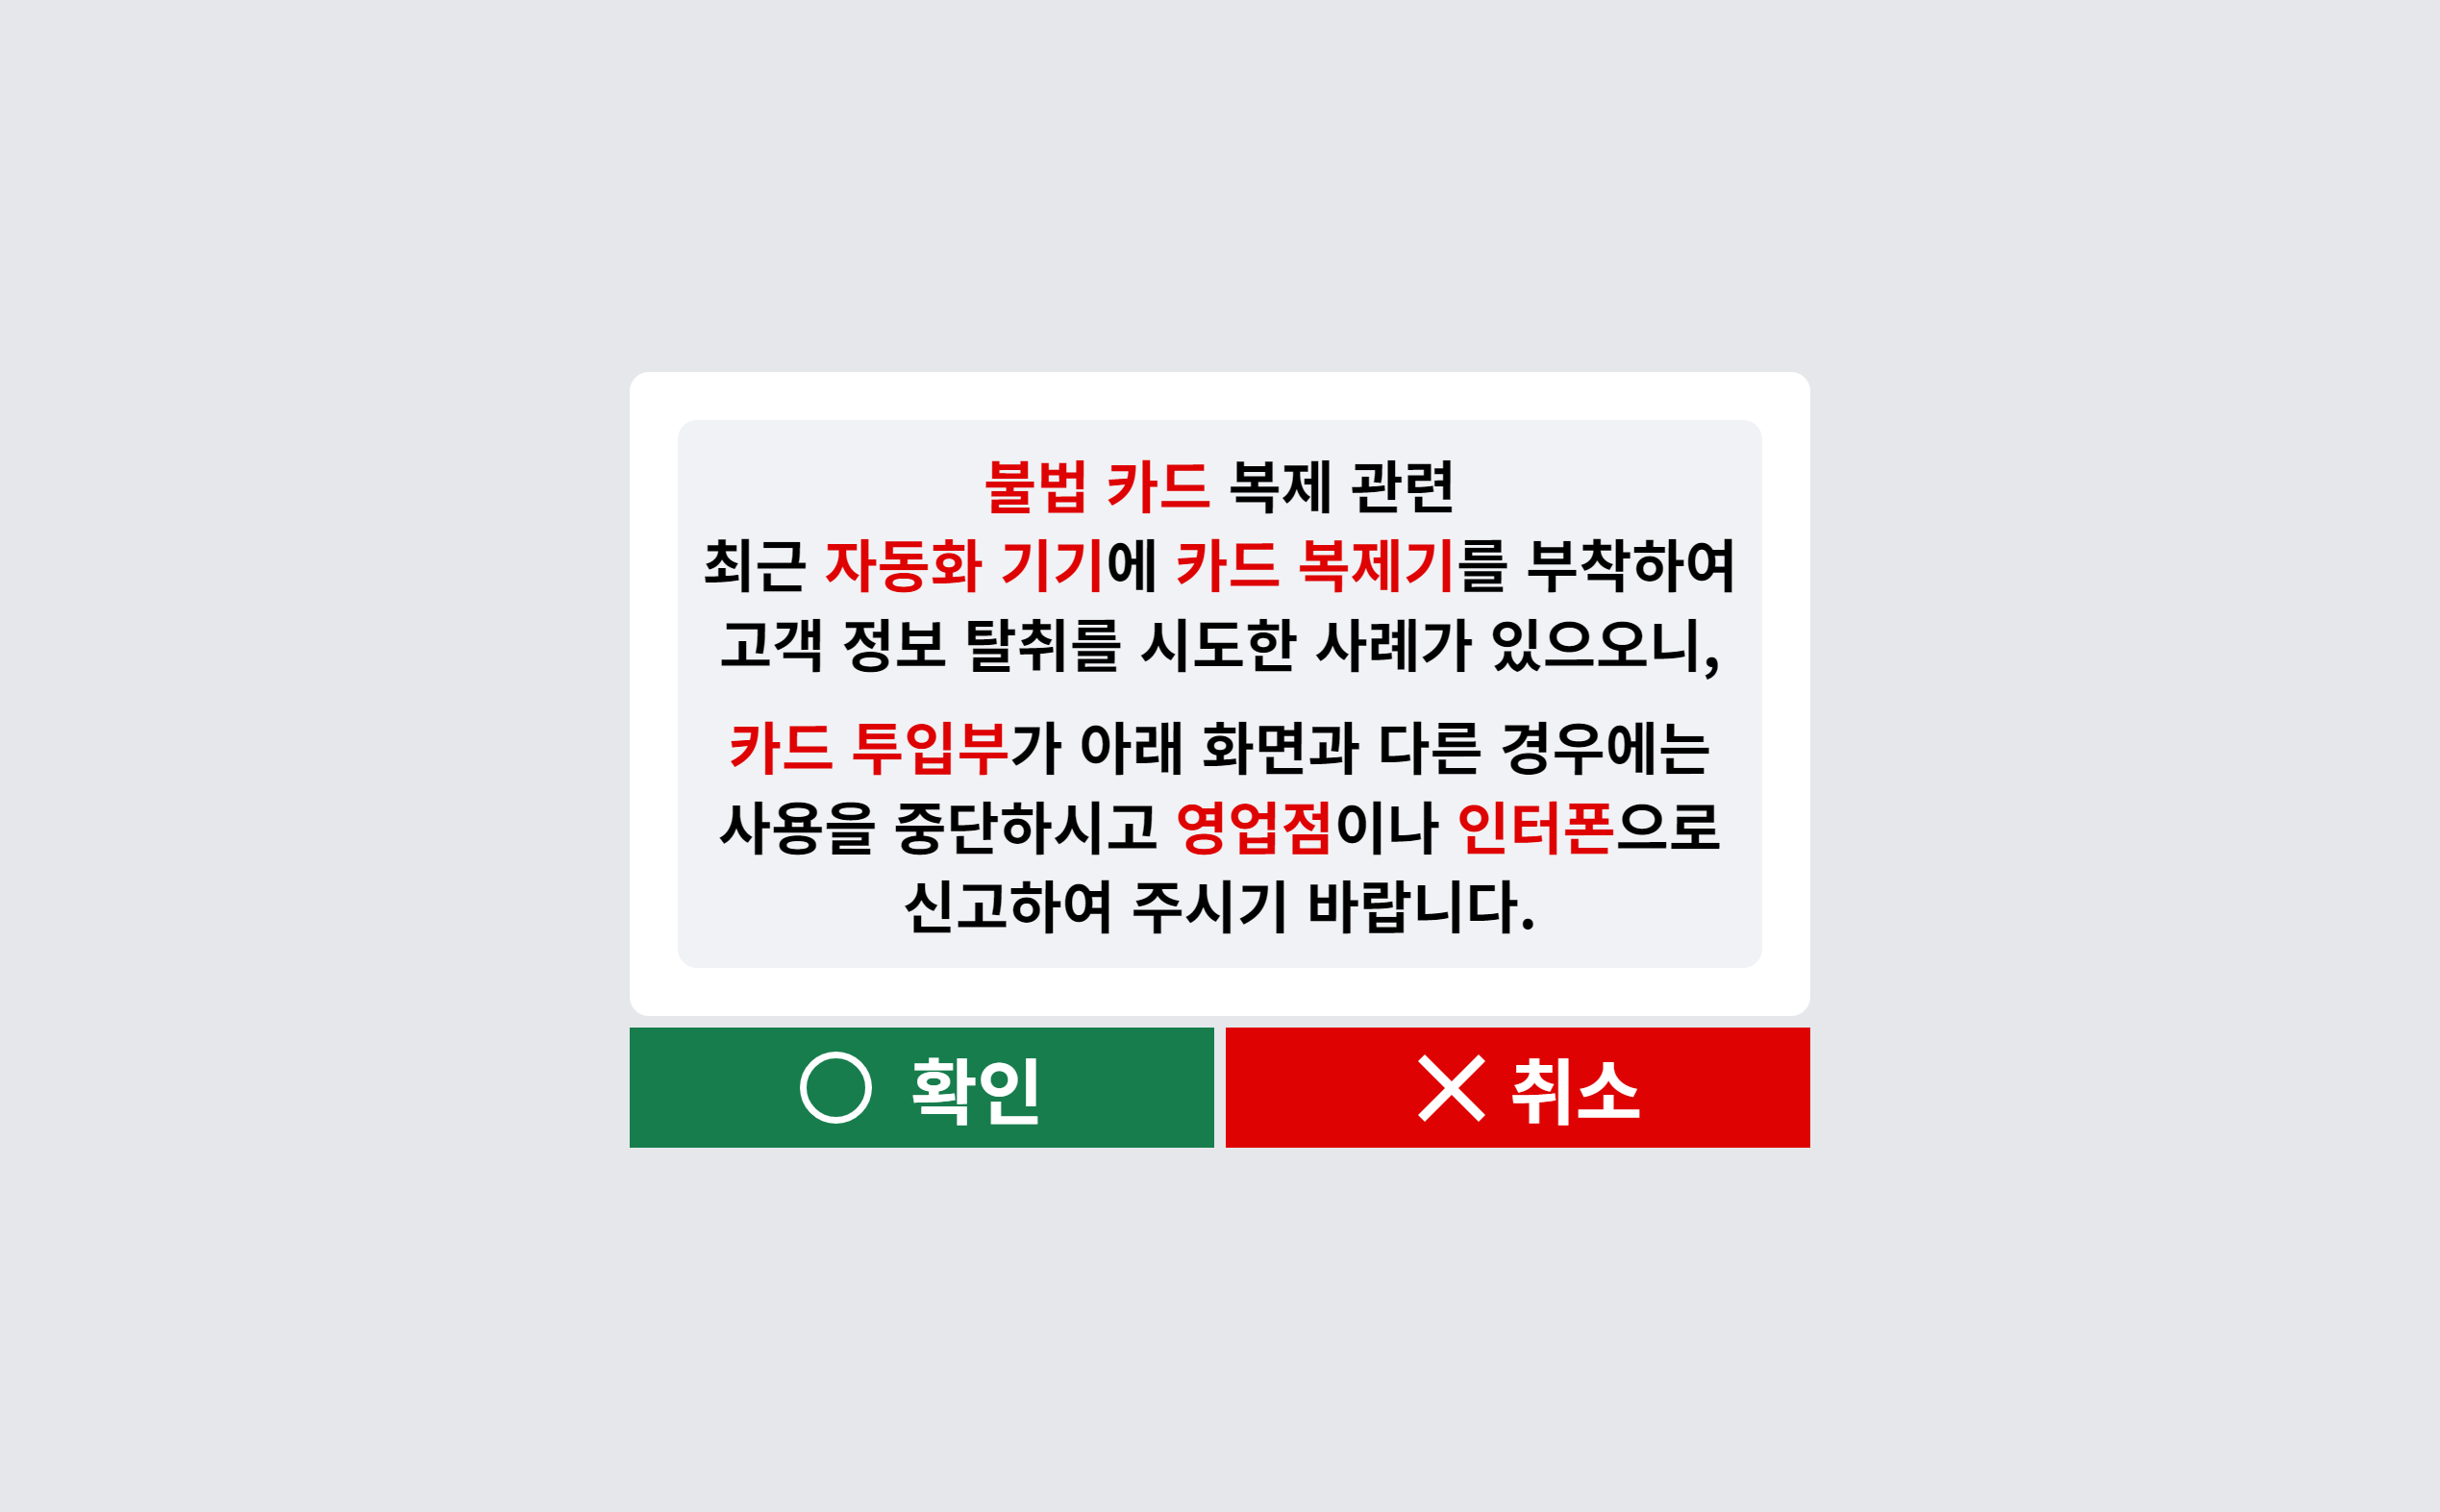 불법 카드 복제 관련
최근 자동화 기기에 카드 복제기를 부착하여
고객 정보 탈취를 시도한 사례가 있으오니,
카드 투입부가 아래 화면과 다른 경우에는
사용을 중단하시고 영업점이나 인터폰으로
신고하여 주시기 바랍니다.
확인
취소